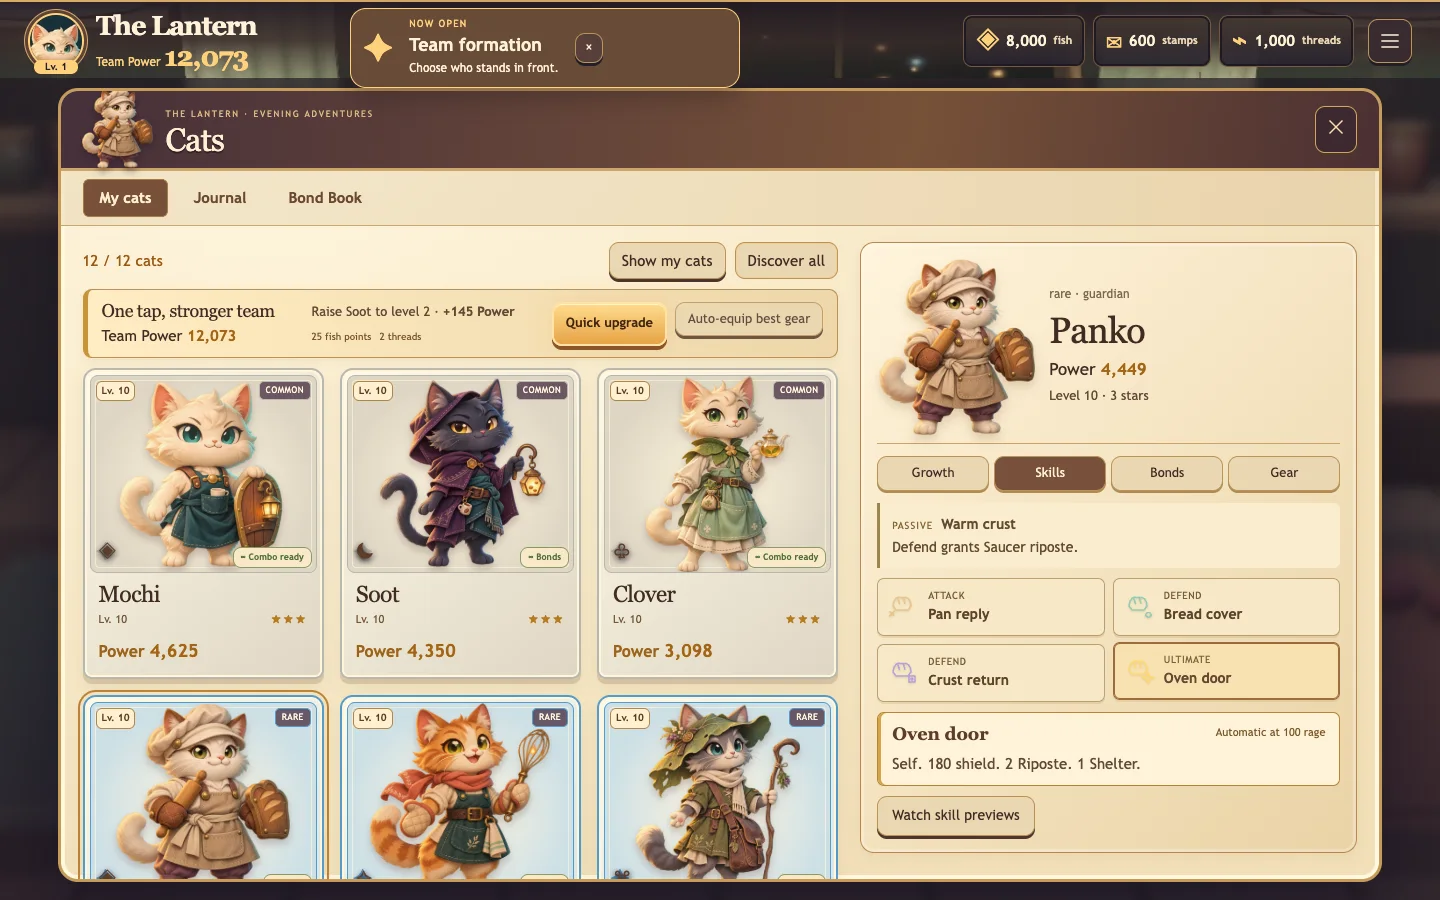 The Lantern
Lv. 1
Team Power 12,073
NOW OPEN
Team formation
Choose who stands in front.
×
8,000 fish
600 stamps
1,000 threads
THE LANTERN · EVENING ADVENTURES
Cats
My cats
Journal
Bond Book
12 / 12 cats
Show my cats
Discover all
One tap, stronger team
Team Power 12,073
Raise Soot to level 2 · +145 Power
25 fish points 2 threads
Quick upgrade
Auto-equip best gear
Lv. 10
COMMON
Combo ready
Mochi
Lv. 10
★★★
Power 4,625
Lv. 10
COMMON
Bonds
Soot
Lv. 10
★★★
Power 4,350
Lv. 10
COMMON
Combo ready
Clover
Lv. 10
★★★
Power 3,098
Lv. 10
RARE
Lv. 10
RARE
Lv. 10
RARE
rare · guardian
Panko
Power 4,449
Level 10 · 3 stars
Growth
Skills
Bonds
Gear
PASSIVE Warm crust
Defend grants Saucer riposte.
ATTACK
Pan reply
DEFEND
Bread cover
DEFEND
Crust return
ULTIMATE
Oven door
Oven door
Automatic at 100 rage
Self. 180 shield. 2 Riposte. 1 Shelter.
Watch skill previews